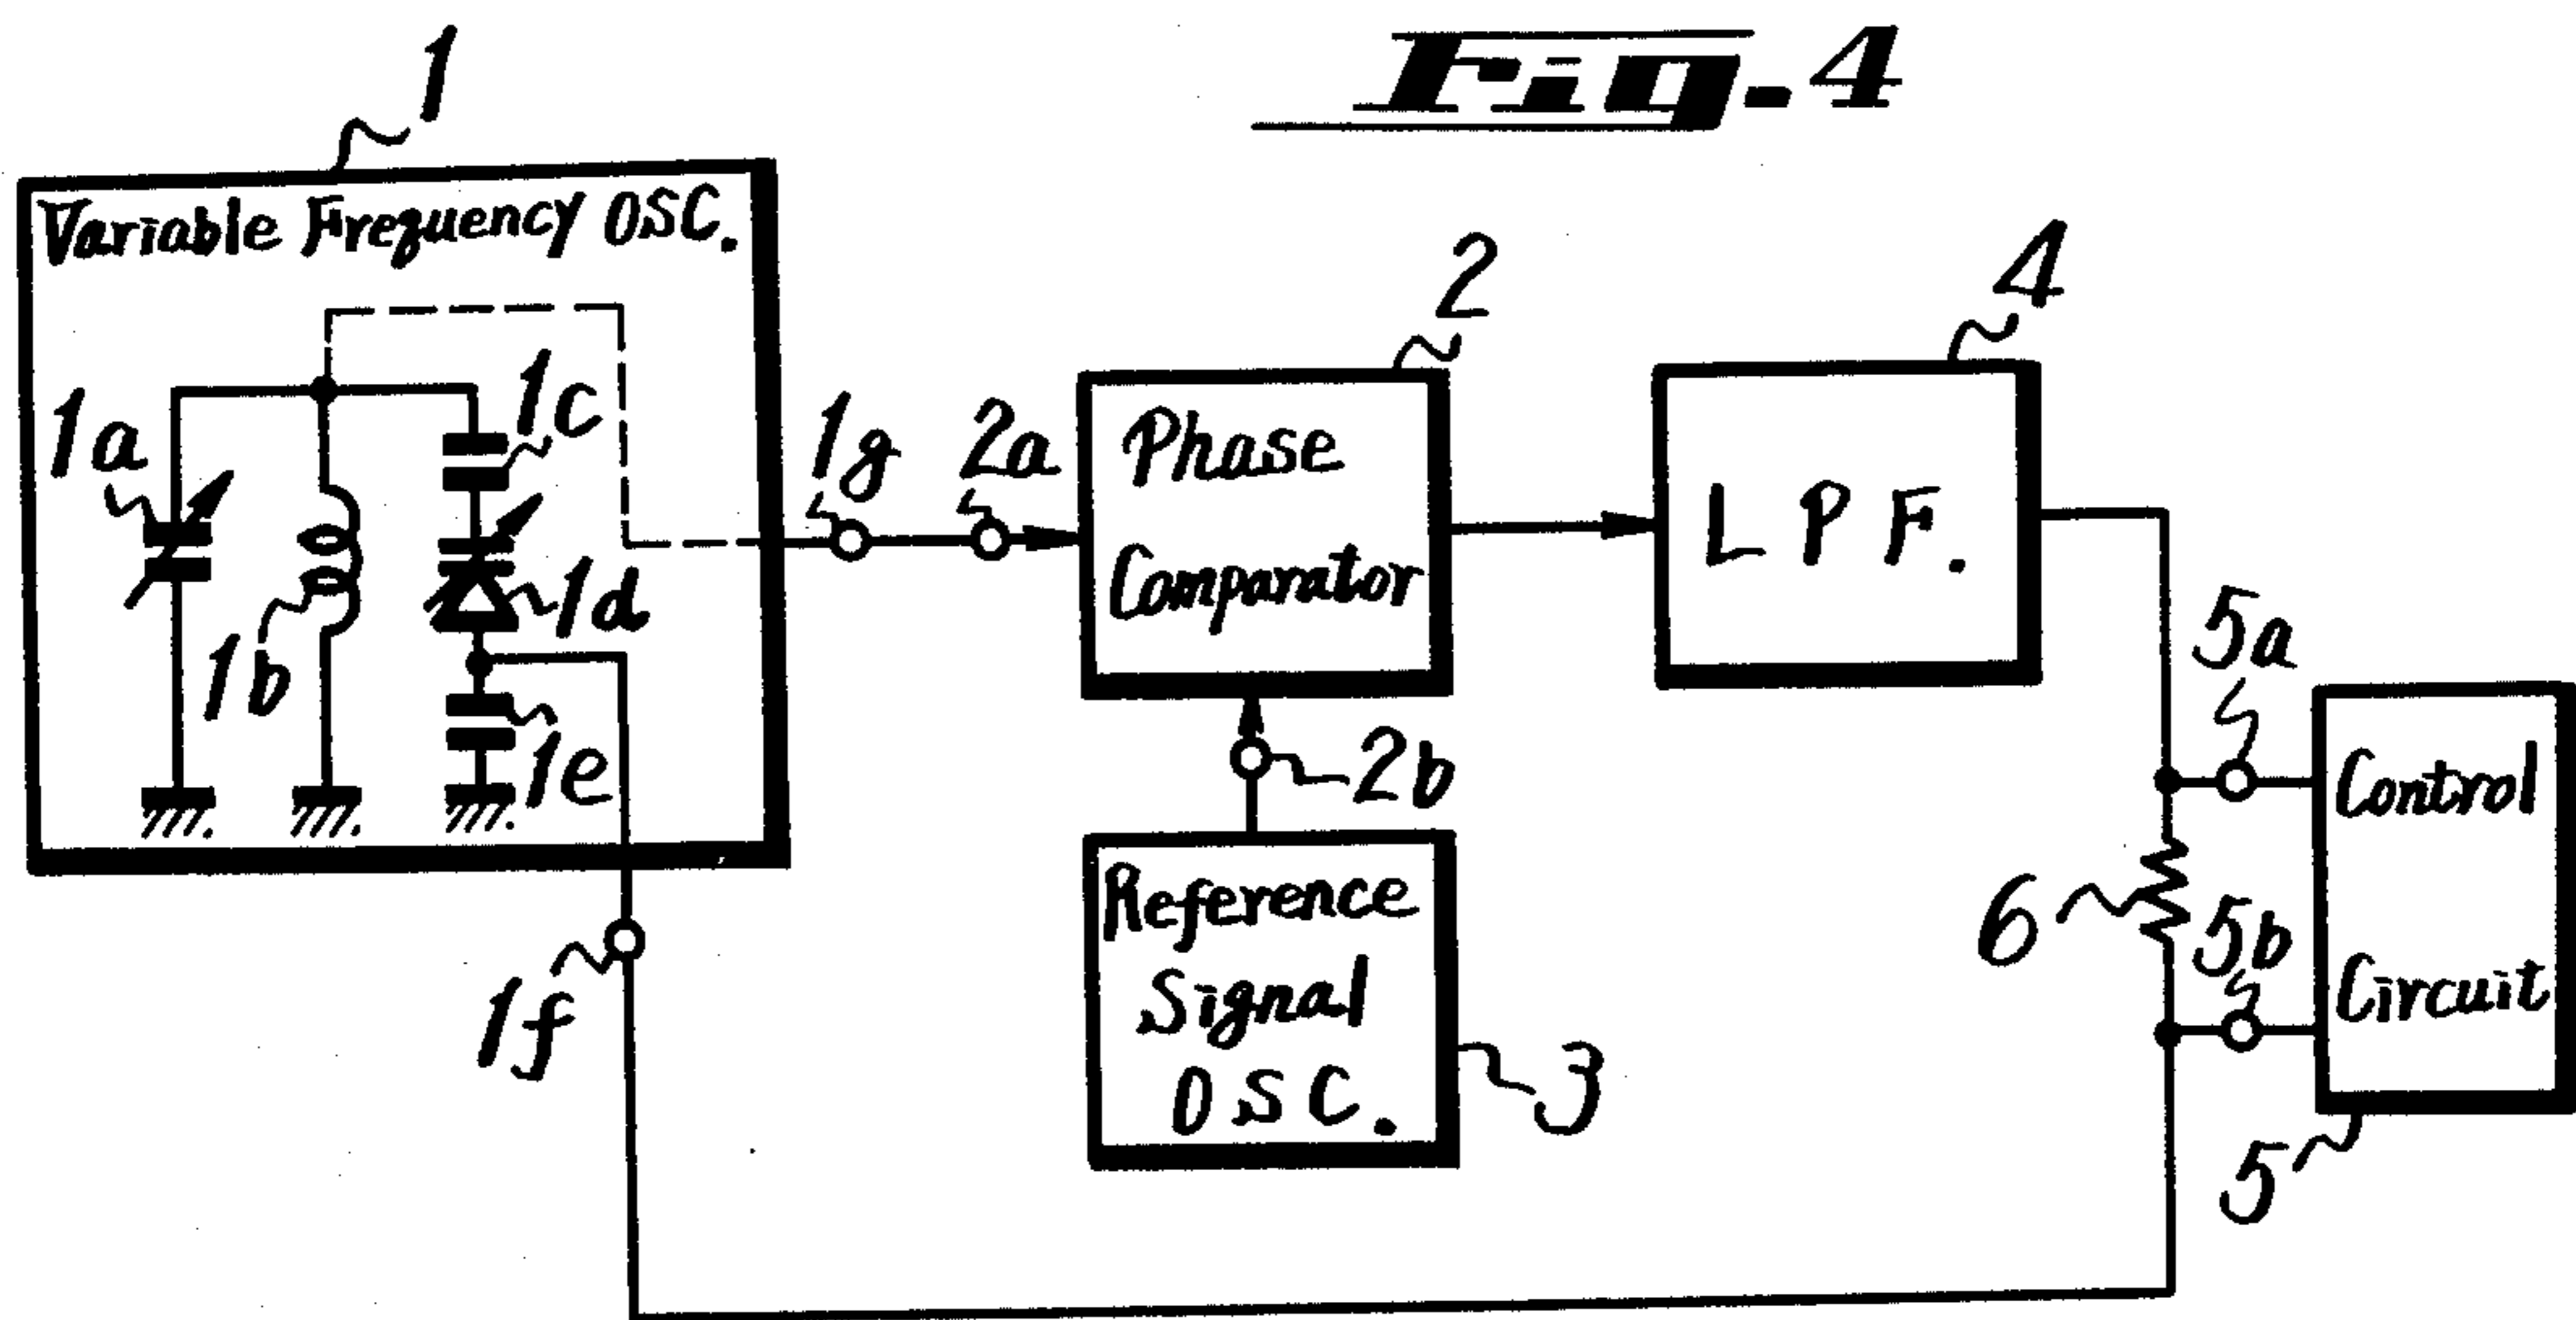 Fig. 4
1
Variable Frequency OSC.
1a
1b
1c
1d
1e
1f
1g
2a
2
Phase
Comparator
2b
Reference
Signal
OSC.
3
4
L P F.
5a
Control
Circuit
5b
6
5